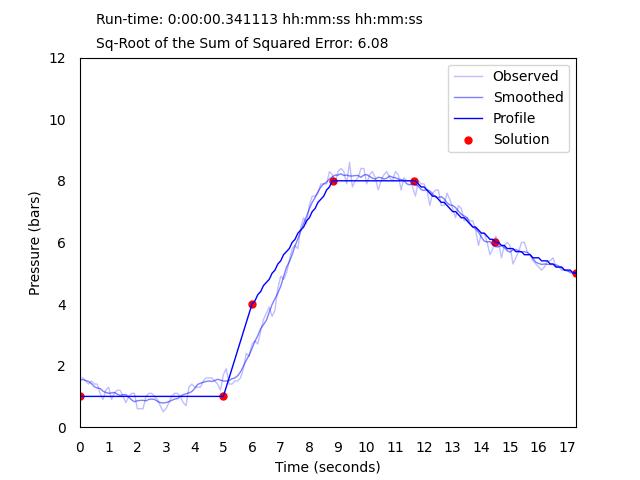 Run-time: 0:00:00.341113 hh:mm:ss hh:mm:ss
Sq-Root of the Sum of Squared Error: 6.08
Observed
Smoothed
Profile
Solution
12
10
8
6
4
2
0
Pressure (bars)
0 1 2 3 4 5 6 7 8 9 10 11 12 13 14 15 16 17
Time (seconds)